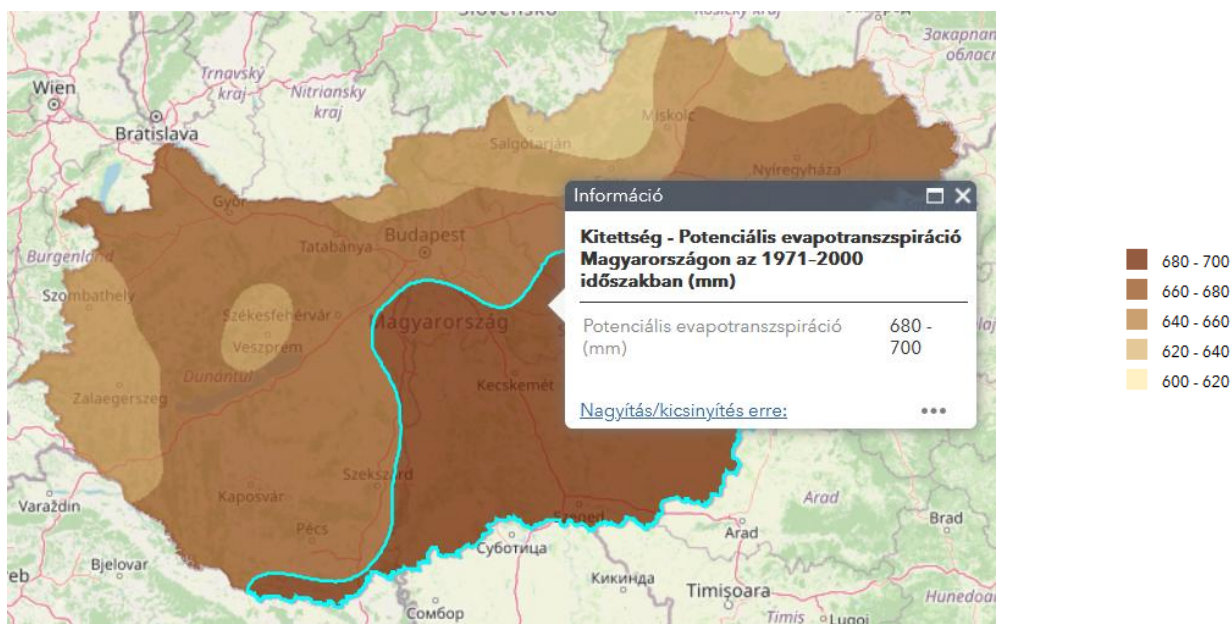 Wien
Bratislava
Trnavský
kraj
Nitriansky
kraj
Закарпат
област
Salgótarján
Miskolc
Nyíregyháza
Győr
Tatabánya
Budapest
Burgenland
Szombathely
Székesfehérvár
Veszprém
Dunántúl
Zalaegerszeg
Magyarország
Kecskemét
Szekszárd
Kaposvár
Pécs
Szeged
Varaždin
Bjelovar
Суботица
Сомбор
Кикинда
Arad
Arad
Brad
Timișoara
Timis
Lugoj
Hunedoa
Információ
Kitettség - Potenciális evapotranszspiráció
Magyarországon az 1971-2000
időszakban (mm)
Potenciális evapotranszspiráció
(mm)
680 -
700
Nagyítás/kicsinyítés erre:
680 - 700
660 - 680
640 - 660
620 - 640
600 - 620